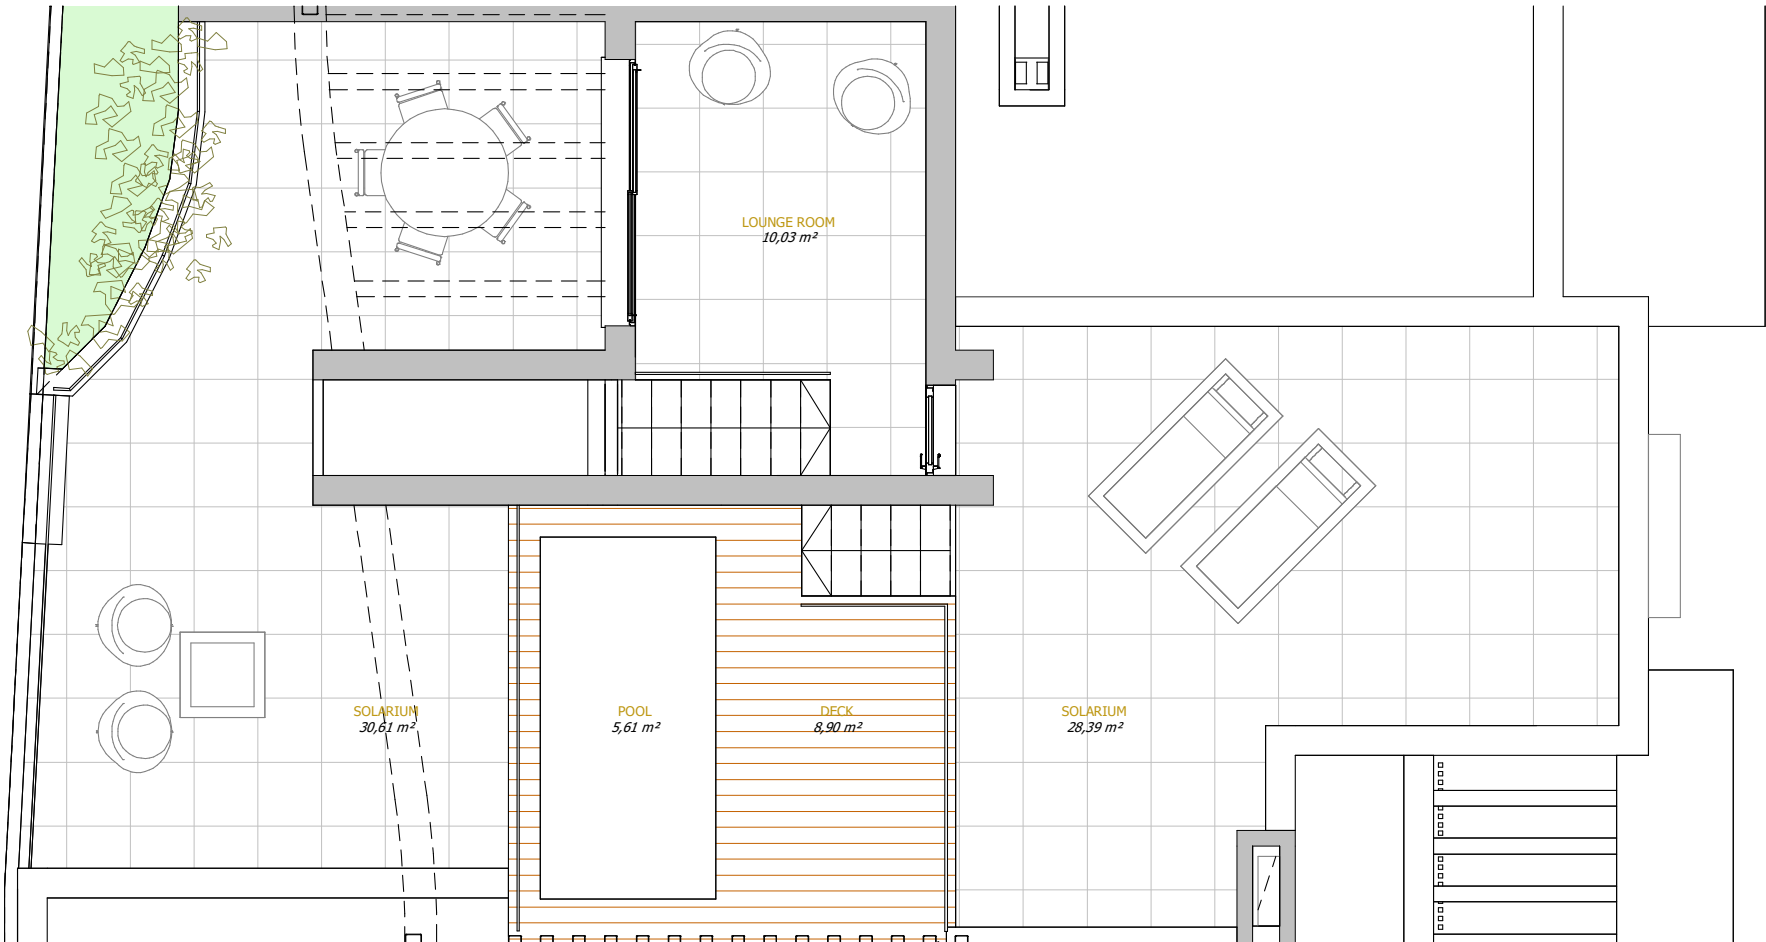 LOUNGE ROOM
10,03 m²
SOLARIUM
30,61 m²
POOL
5,61 m²
DECK
8,90 m²
SOLARIUM
28,39 m²